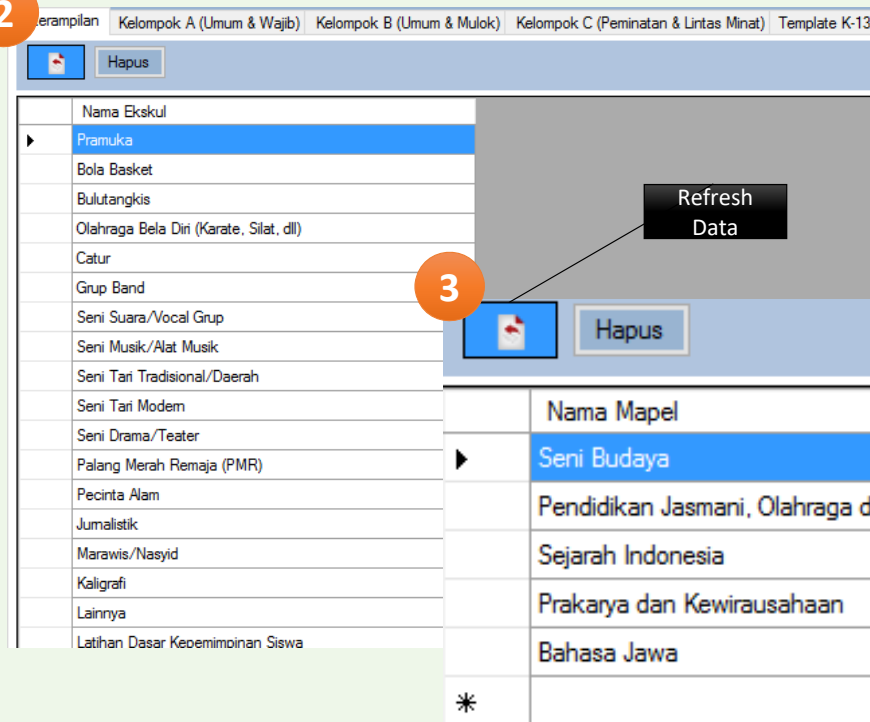 2
erampilan Kelompok A (Umum & Wajib) Kelompok B (Umum & Mulok) Kelompok C (Peminatan & Lintas Minat) Template K-13
Hapus
Nama Ekskul
Pramuka
Bola Basket
Bulutangkis
Olahraga Bela Diri (Karate, Silat, dll)
Catur
Grup Band
Seni Suara/Vocal Grup
Seni Musik/Alat Musik
Seni Tari Tradisional/Daerah
Seni Tari Modern
Seni Drama/Teater
Palang Merah Remaja (PMR)
Pecinta Alam
Jurnalistik
Marawis/Nasyid
Kaligrafi
Lainnya
Latihan Dasar Kepemimpinan Siswa
Refresh
Data
3
Hapus
Nama Mapel
Seni Budaya
Pendidikan Jasmani, Olahraga d
Sejarah Indonesia
Prakarya dan Kewirausahaan
Bahasa Jawa